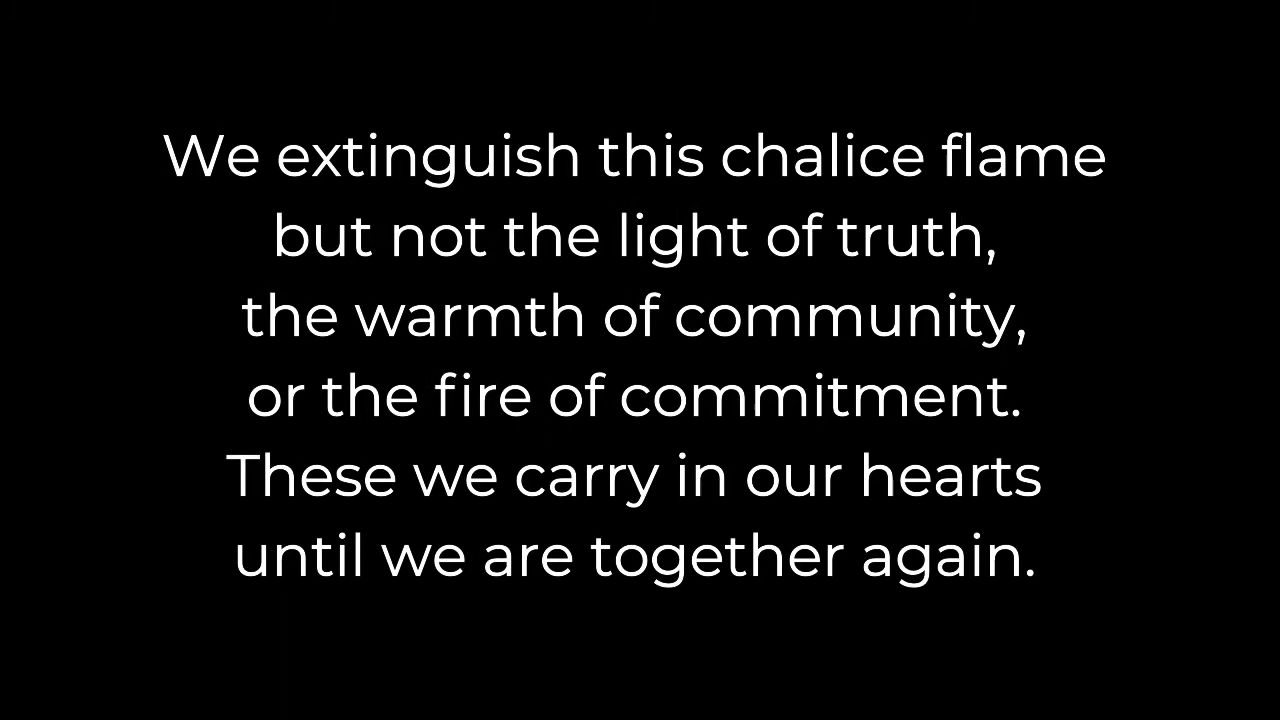 We extinguish this chalice flame
but not the light of truth,
the warmth of community,
or the fire of commitment.
These we carry in our hearts
until we are together again.